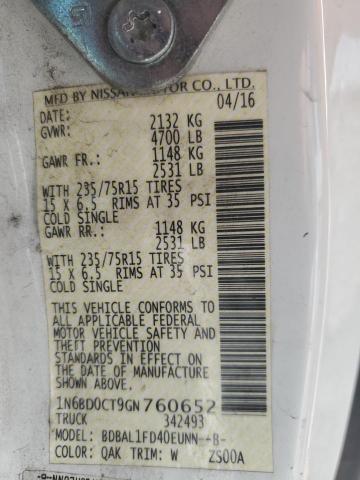 MFD BY NISSAN MOTOR CO., LTD.
DATE: 04/16
GVWR: 2132 KG
4700 LB
GAWR FR.: 1148 KG
2531 LB
WITH 235/75R15 TIRES
15 X 6.5 RIMS AT 35 PSI
COLD SINGLE
GAWR RR.: 1148 KG
2531 LB
WITH 235/75R15 TIRES
15 X 6.5 RIMS AT 35 PSI
COLD SINGLE
THIS VEHICLE CONFORMS TO
ALL APPLICABLE FEDERAL
MOTOR VEHICLE SAFETY AND
AND THEFT PREVENTION
STANDARDS IN EFFECT ON
THE DATE OF MANUFACTURE
SHOWN ABOVE.
1N6BD0CT9GN760652
TRUCK 342493
MODEL: BDBAL1FD40EUNN--B-
COLOR: QAK TRIM: W ZS00A